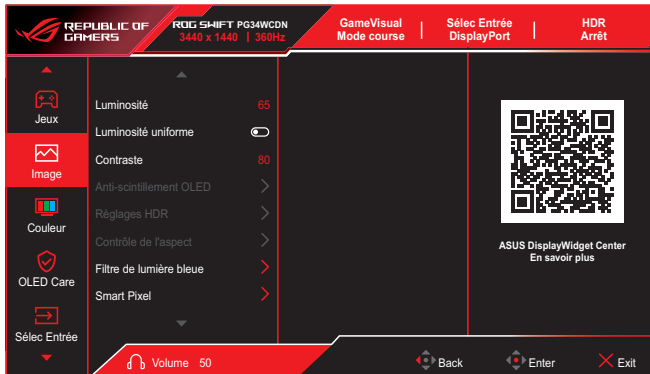 REPUBLIC OF
GAMERS
ROG SWIFT PG34WCDN
3440 x 1440 | 360Hz
GameVisual
Mode course
Sélec Entrée
DisplayPort
HDR
Arrêt
Jeux
Image
Couleur
OLED Care
Sélec Entrée
Luminosité 65
Luminosité uniforme
Contraste 80
Anti-scintillement OLED
Réglages HDR
Contrôle de l'aspect
Filtre de lumière bleue
Smart Pixel
ASUS DisplayWidget Center
En savoir plus
Volume 50
Back
Enter
Exit